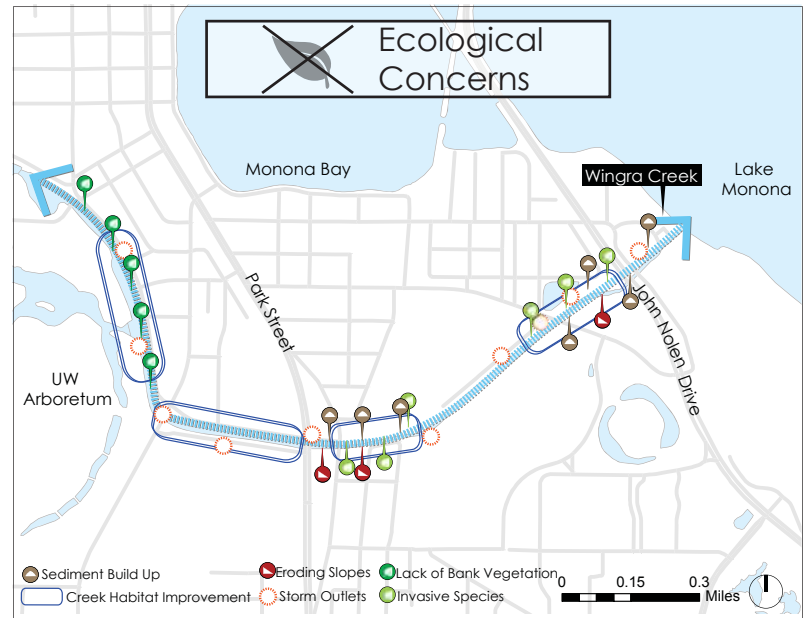 Ecological
Concerns
Monona Bay
Wingra Creek
Lake
Monona
Park Street
John Nolen Drive
UW
Arboretum
Sediment Build Up
Eroding Slopes
Lack of Bank Vegetation
Creek Habitat Improvement
Storm Outlets
Invasive Species
0 0.15 0.3
Miles